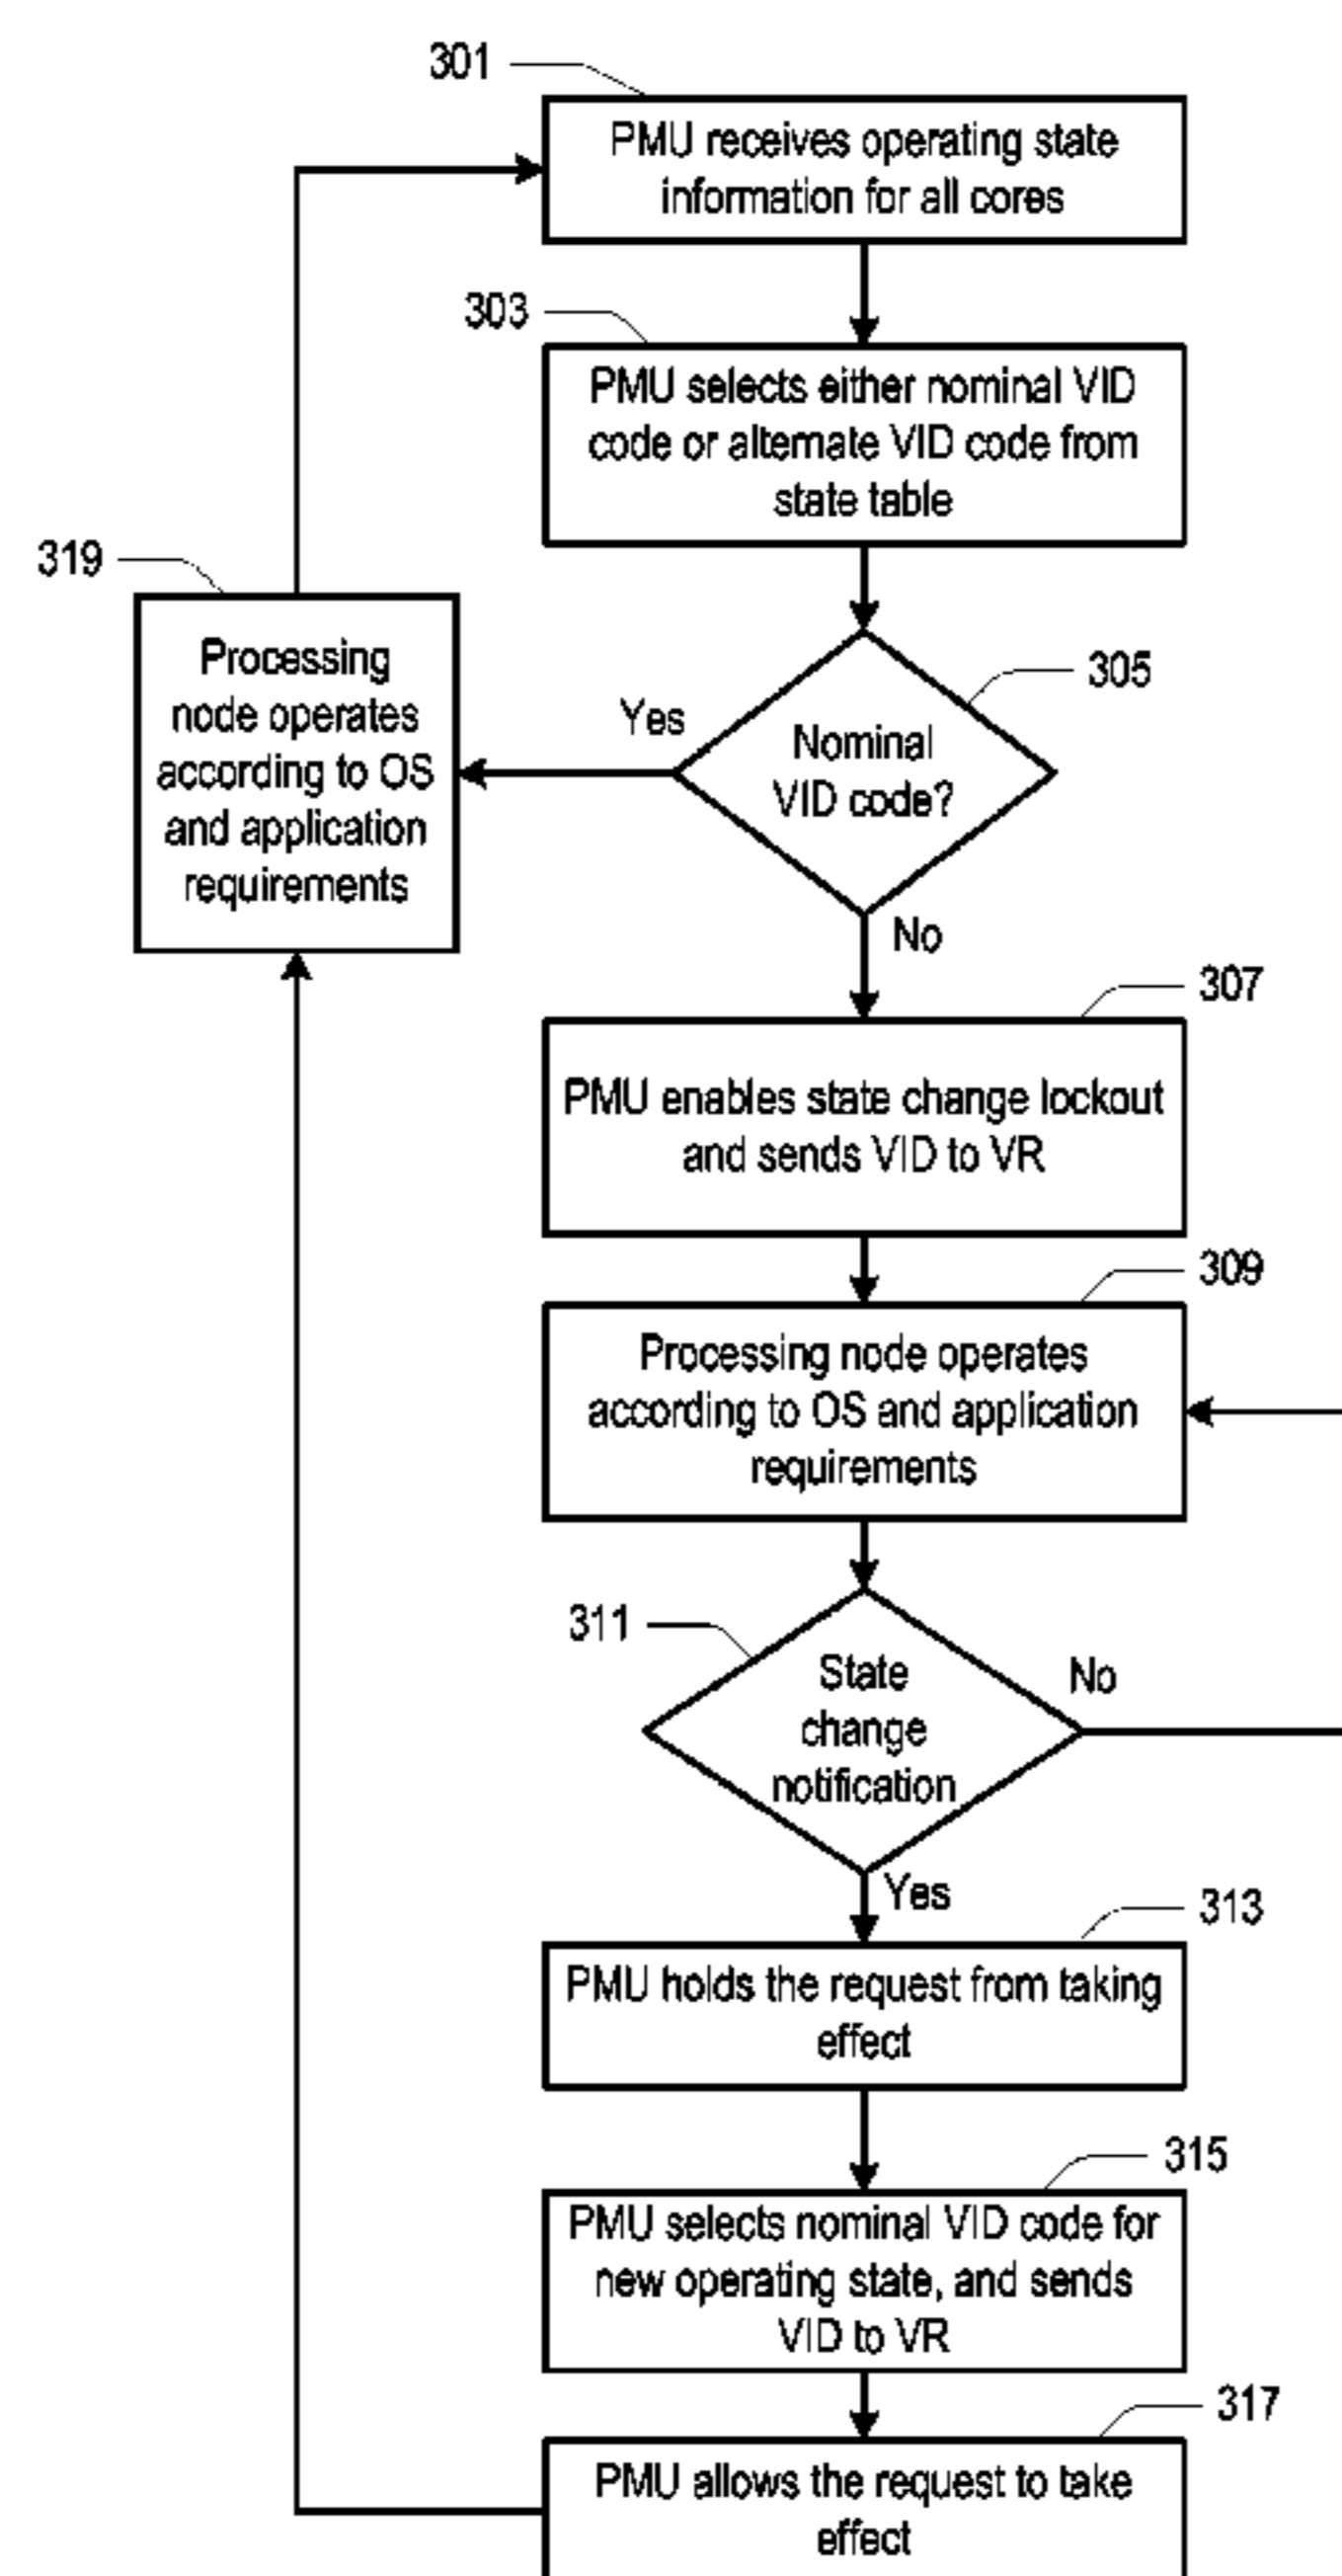 301
PMU receives operating state
information for all cores
303
PMU selects either nominal VID
code or alternate VID code from
state table
319
Processing
node operates
according to OS
and application
requirements
305
Yes
Nominal
VID code?
No
307
PMU enables state change lockout
and sends VID to VR
309
Processing node operates
according to OS and application
requirements
311
State
change
notification
No
Yes
313
PMU holds the request from taking
effect
315
PMU selects nominal VID code for
new operating state, and sends
VID to VR
317
PMU allows the request to take
effect